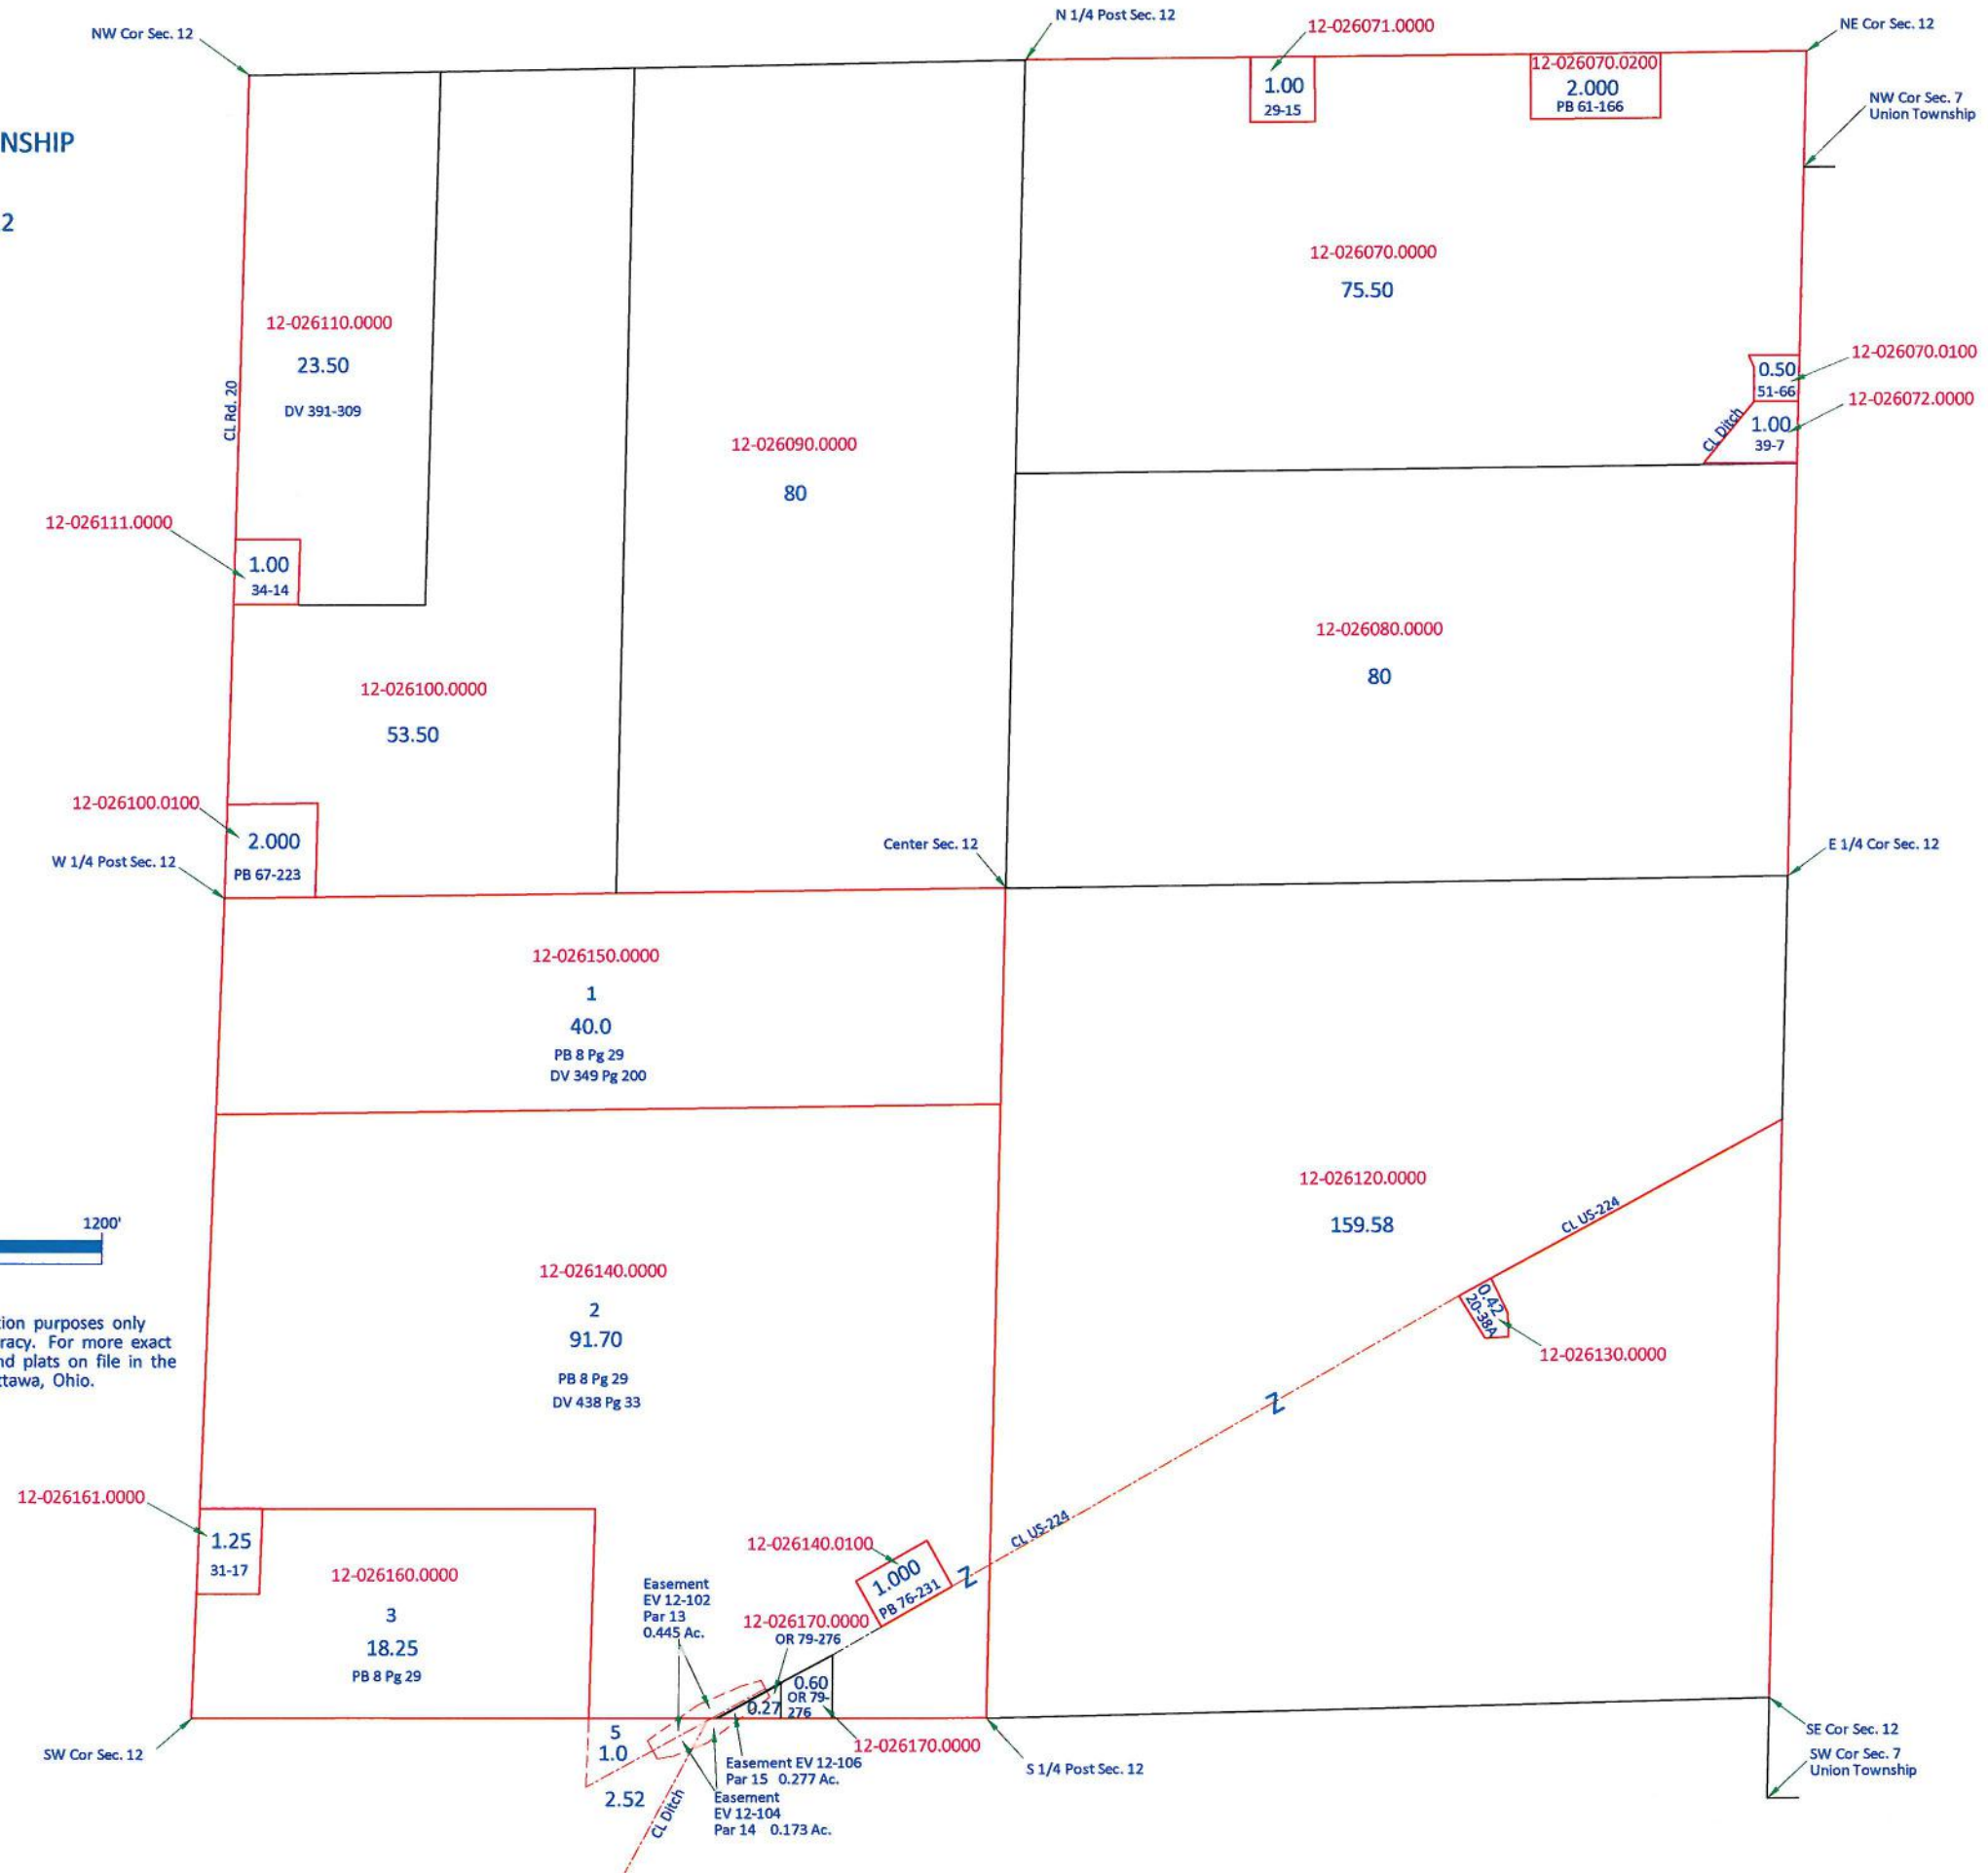 NW Cor Sec. 12
N 1/4 Post Sec. 12
12-026071.0000
NE Cor Sec. 12
12-026070.0200
2.000
PB 61-166
1.00
29-15
NW Cor Sec. 7
Union Township
NSHIP
2
12-026070.0000
75.50
12-026110.0000
23.50
DV 391-309
CL Rd. 20
12-026070.0100
0.50
51-66
12-026072.0000
1.00
39-7
CL Ditch
12-026090.0000
80
12-026111.0000
1.00
34-14
12-026080.0000
80
12-026100.0000
53.50
12-026100.0100
2.000
PB 67-223
W 1/4 Post Sec. 12
Center Sec. 12
E 1/4 Cor Sec. 12
12-026150.0000
1
40.0
PB 8 Pg 29
DV 349 Pg 200
12-026120.0000
159.58
CL US-224
1200'
12-026140.0000
2
91.70
PB 8 Pg 29
DV 438 Pg 33
0.42
20-38A
12-026130.0000
tion purposes only
racy. For more exact
nd plats on file in the
ttawa, Ohio.
Z
12-026161.0000
1.25
31-17
12-026160.0000
3
18.25
PB 8 Pg 29
CL US-224
12-026140.0100
1.000
PB 76-231
Z
Easement
EV 12-102
Par 13
0.445 Ac.
12-026170.0000
OR 79-276
0.60
OR 79-
276
0.27
12-026170.0000
5
1.0
2.52
CL Ditch
Easement EV 12-106
Par 15 0.277 Ac.
Easement
EV 12-104
Par 14 0.173 Ac.
SW Cor Sec. 12
S 1/4 Post Sec. 12
SE Cor Sec. 12
SW Cor Sec. 7
Union Township